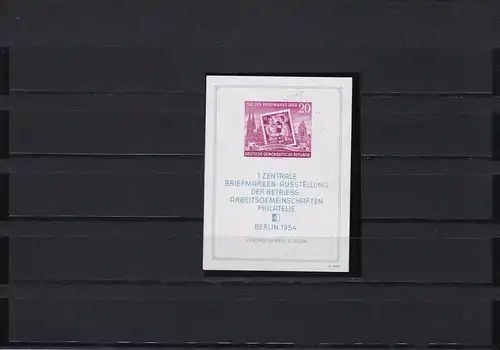 TAG DER BRIEFMARKE 1954 20
DEUTSCHE DEMOKRATISCHE REPUBLIK
1. ZENTRALE
BRIEFMARKEN-AUSSTELLUNG
DER BETRIEBS-
ARBEITSGEMEINSCHAFTEN
PHILATELIE
BERLIN 1954